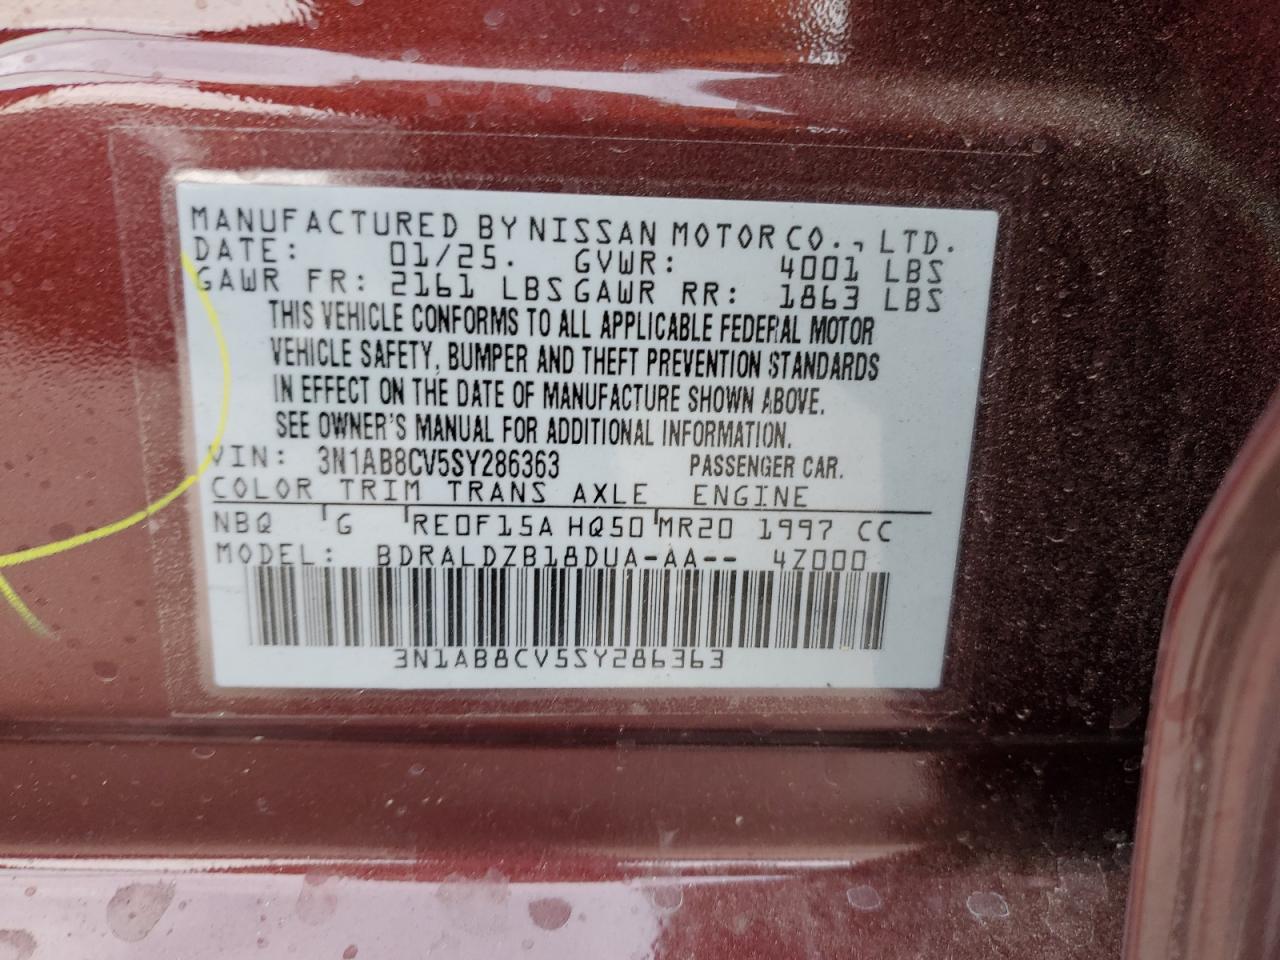 MANUFACTURED BY NISSAN MOTOR CO., LTD.
DATE: 01/25. GVWR: 4001 LBS
GAWR FR: 2161 LBS GAWR RR: 1863 LBS
THIS VEHICLE CONFORMS TO ALL APPLICABLE FEDERAL MOTOR
VEHICLE SAFETY, BUMPER AND THEFT PREVENTION STANDARDS
IN EFFECT ON THE DATE OF MANUFACTURE SHOWN ABOVE.
SEE OWNER'S MANUAL FOR ADDITIONAL INFORMATION.
VIN: 3N1AB8CV5SY286363 PASSENGER CAR.
COLOR TRIM TRANS AXLE ENGINE
NBQ G RE0F15A HQ50 MR20 1997 CC
MODEL: BDRALDZB18DUA-AA-- 4Z000
3N1AB8CV5SY286363